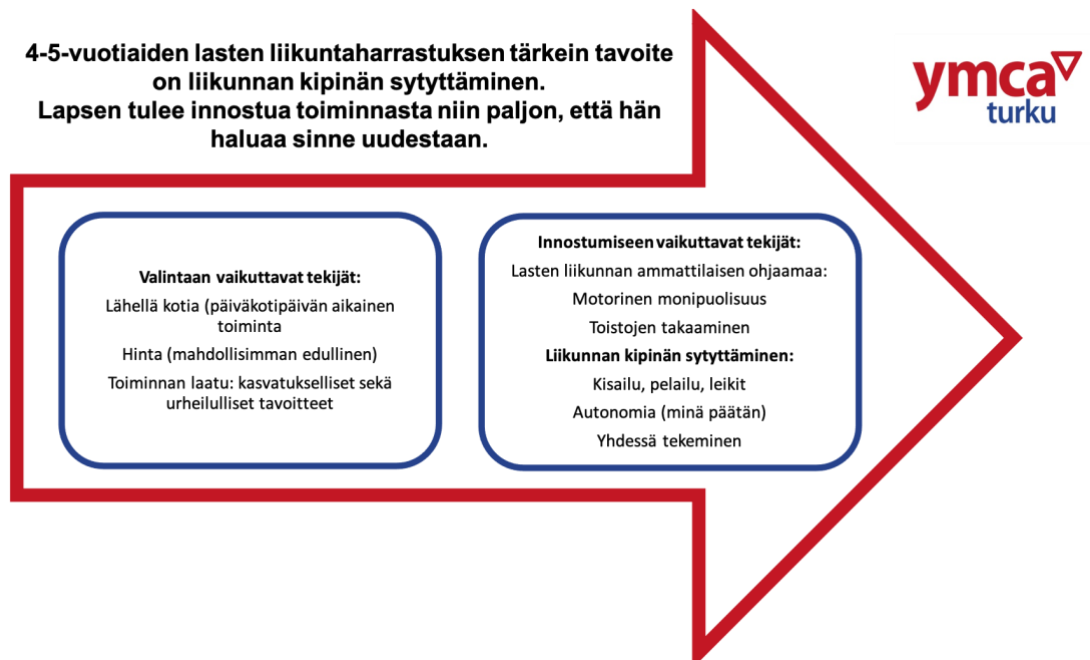 4-5-vuotiaiden lasten liikuntaharrastuksen tärkein tavoite
on liikunnan kipinän sytyttäminen.
Lapsen tulee innostua toiminnasta niin paljon, että hän
haluaa sinne uudestaan.
ymca
turku
Valintaan vaikuttavat tekijät:
Lähellä kotia (päiväkotipäivän aikainen
toiminta
Hinta (mahdollisimman edullinen)
Toiminnan laatu: kasvatukselliset sekä
urheilulliset tavoitteet
Innostumiseen vaikuttavat tekijät:
Lasten liikunnan ammattilaisen ohjaamaa:
Motorinen monipuolisuus
Toistojen takaaminen
Liikunnan kipinän sytyttäminen:
Kisailu, pelailu, leikit
Autonomia (minä päätän)
Yhdessä tekeminen